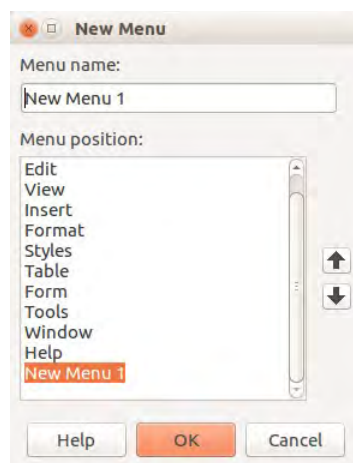 New Menu
Menu name:
New Menu 1
Menu position:
Edit
View
Insert
Format
Styles
Table
Form
Tools
Window
Help
New Menu 1
Help OK Cancel